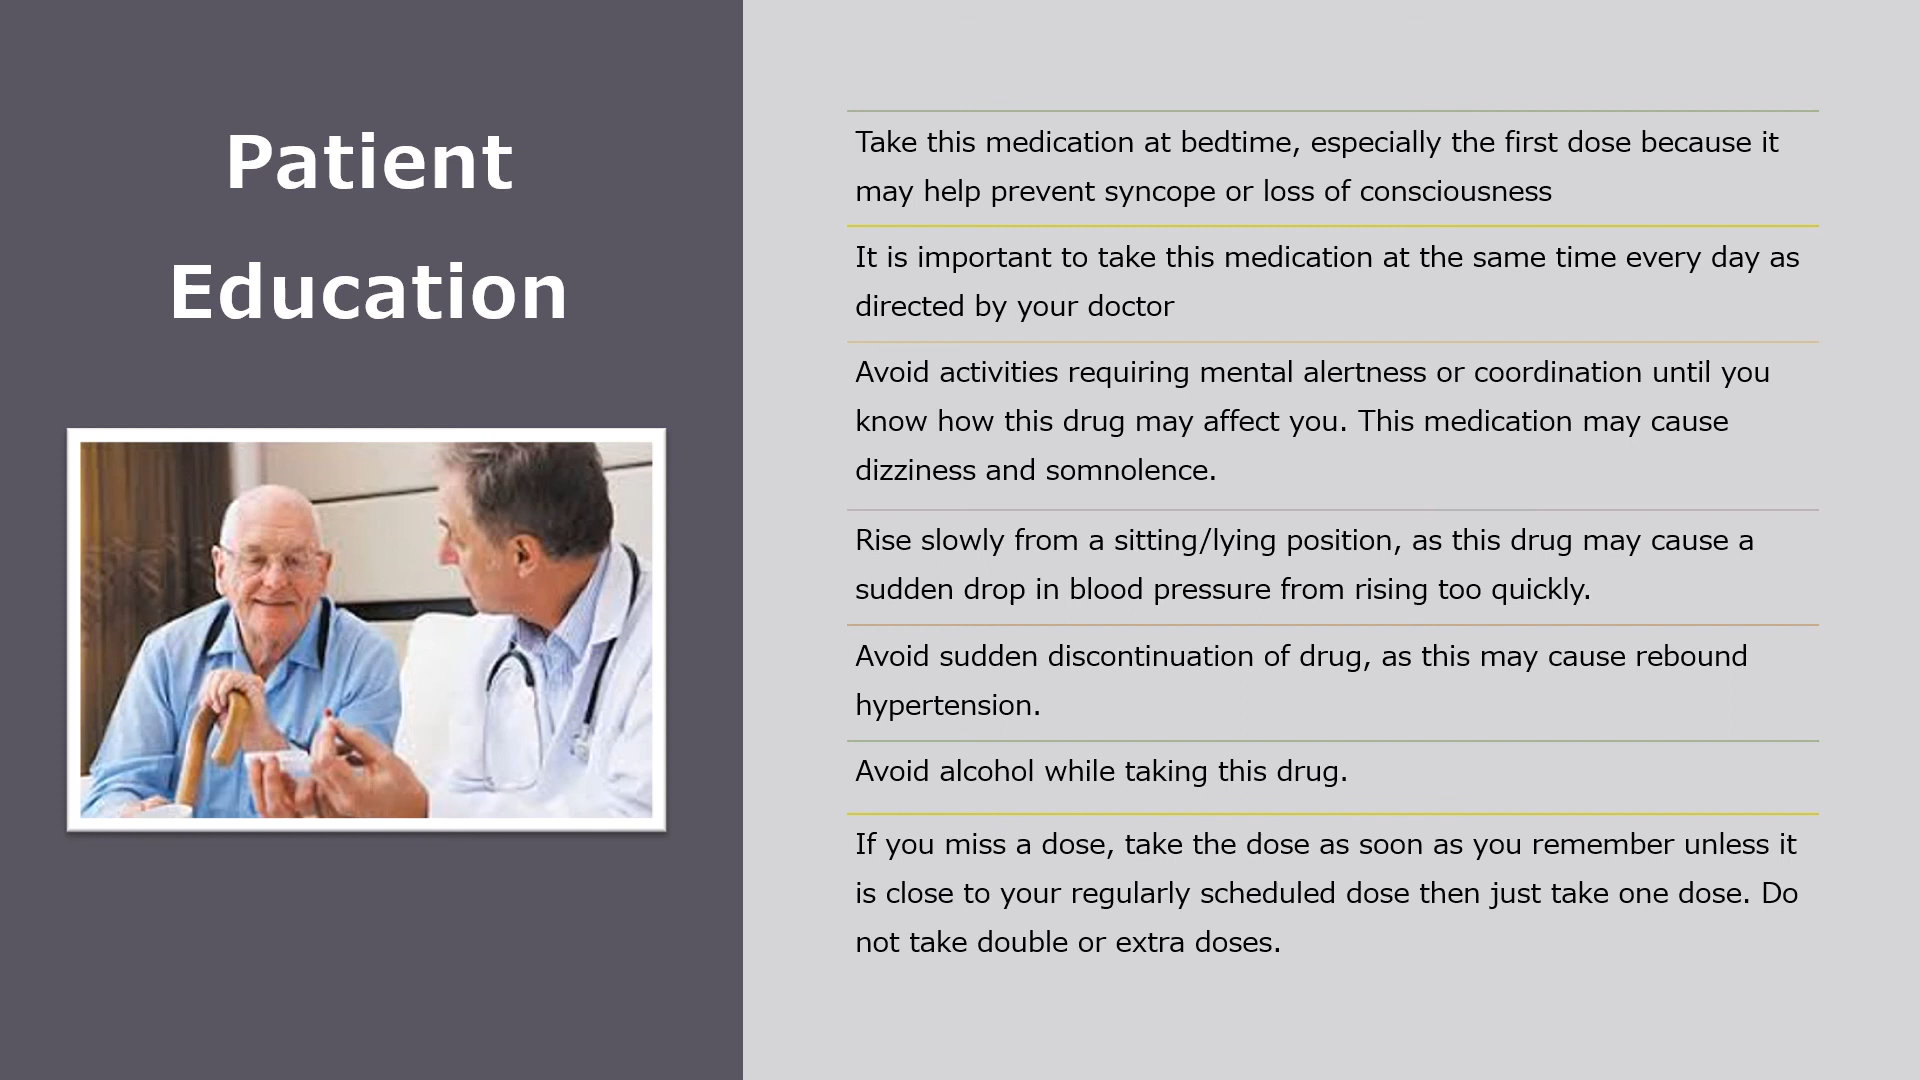 Patient
Education
Take this medication at bedtime, especially the first dose because it
may help prevent syncope or loss of consciousness
It is important to take this medication at the same time every day as
directed by your doctor
Avoid activities requiring mental alertness or coordination until you
know how this drug may affect you. This medication may cause
dizziness and somnolence.
Rise slowly from a sitting/lying position, as this drug may cause a
sudden drop in blood pressure from rising too quickly.
Avoid sudden discontinuation of drug, as this may cause rebound
hypertension.
Avoid alcohol while taking this drug.
If you miss a dose, take the dose as soon as you remember unless it
is close to your regularly scheduled dose then just take one dose. Do
not take double or extra doses.